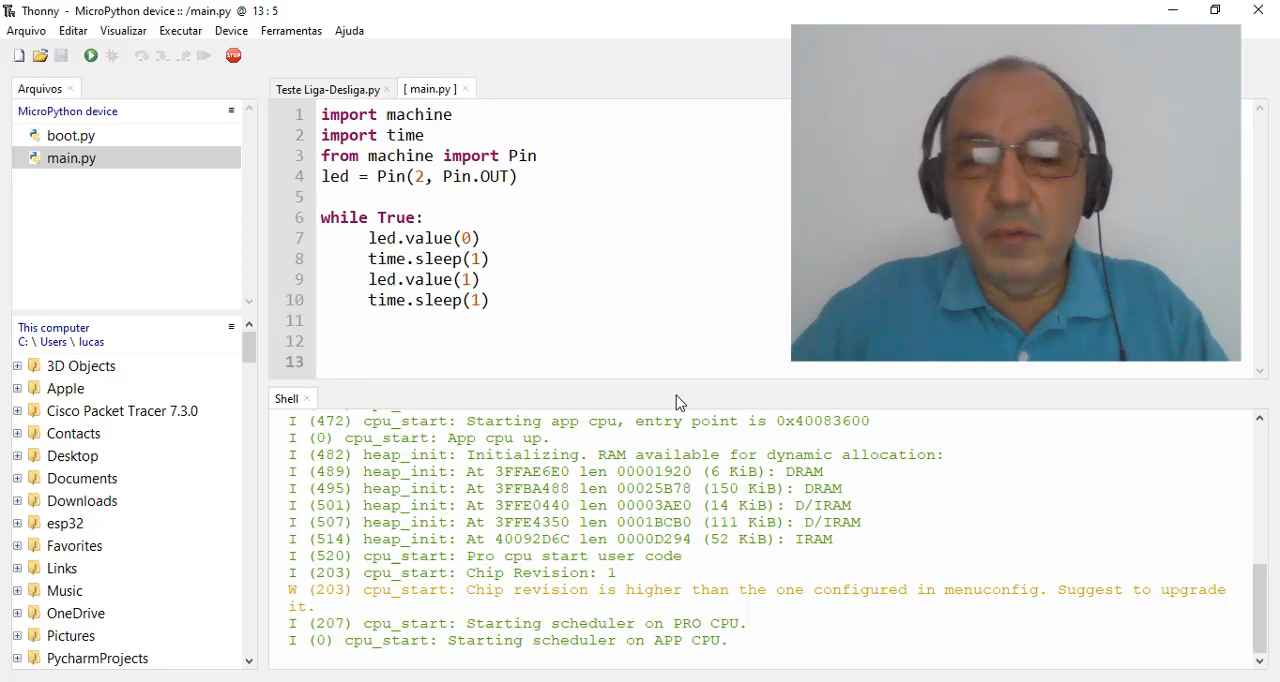 Thonny - MicroPython device :: /main.py @ 13 : 5
Arquivo Editar Visualizar Executar Device Ferramentas Ajuda
STOP
Arquivos ×
MicroPython device ≡
boot.py
main.py
This computer ≡
C: \ Users \ lucas
3D Objects
Apple
Cisco Packet Tracer 7.3.0
Contacts
Desktop
Documents
Downloads
esp32
Favorites
Links
Music
OneDrive
Pictures
PycharmProjects
Teste Liga-Desliga.py × [ main.py ] ×
1 import machine
2 import time
3 from machine import Pin
4 led = Pin(2, Pin.OUT)
5
6 while True:
7 led.value(0)
8 time.sleep(1)
9 led.value(1)
10 time.sleep(1)
11
12
13
Shell ×
I (472) cpu_start: Starting app cpu, entry point is 0x40083600
I (0) cpu_start: App cpu up.
I (482) heap_init: Initializing. RAM available for dynamic allocation:
I (489) heap_init: At 3FFAE6E0 len 00001920 (6 KiB): DRAM
I (495) heap_init: At 3FFBA488 len 00025B78 (150 KiB): DRAM
I (501) heap_init: At 3FFE0440 len 00003AE0 (14 KiB): D/IRAM
I (507) heap_init: At 3FFE4350 len 0001BCB0 (111 KiB): D/IRAM
I (514) heap_init: At 40092D6C len 0000D294 (52 KiB): IRAM
I (520) cpu_start: Pro cpu start user code
I (203) cpu_start: Chip Revision: 1
W (203) cpu_start: Chip revision is higher than the one configured in menuconfig. Suggest to upgrade
it.
I (207) cpu_start: Starting scheduler on PRO CPU.
I (0) cpu_start: Starting scheduler on APP CPU.